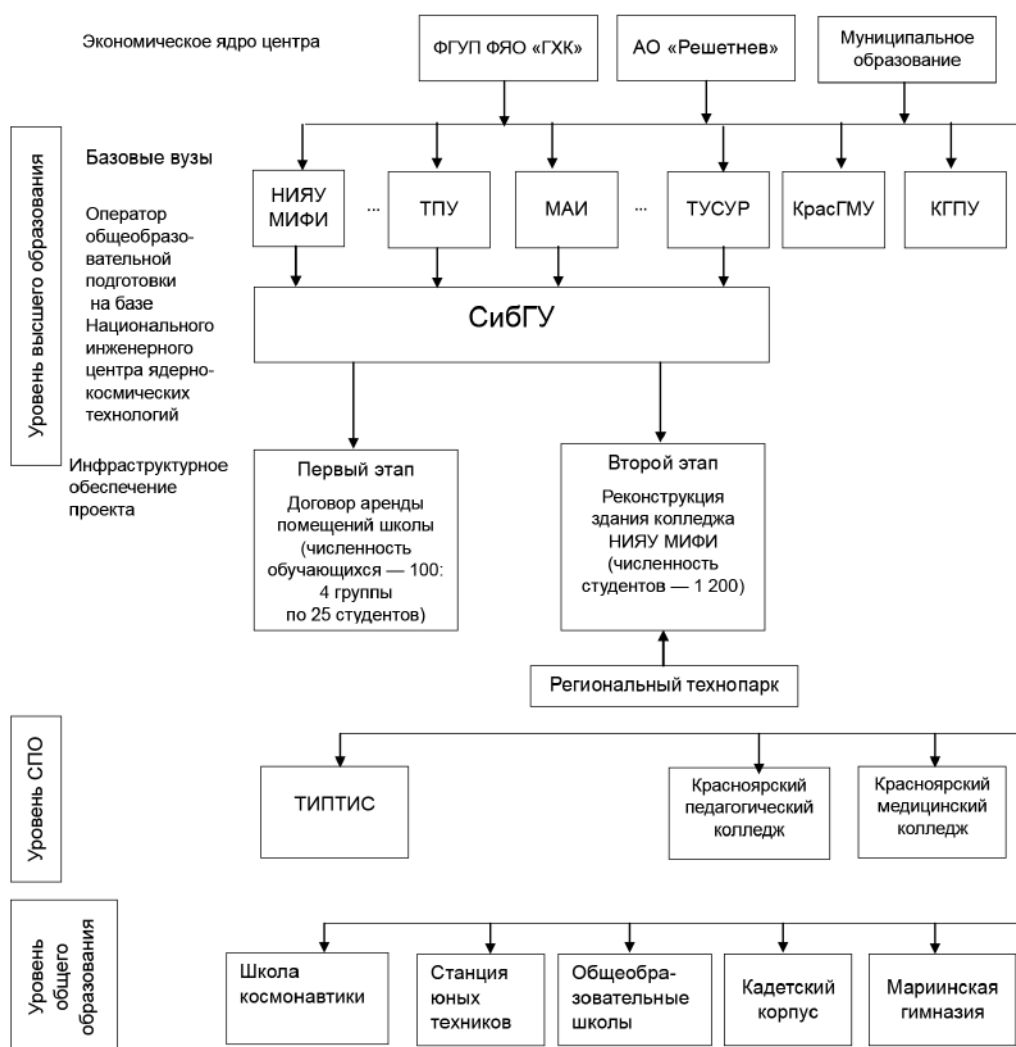 Экономическое ядро центра
ФГУП ФЯО «ГХК»
АО «Решетнев»
Муниципальное
образование
Уровень высшего образования
Базовые вузы
НИЯУ
МИФИ
...
ТПУ
МАИ
...
ТУСУР
КрасГМУ
КГПУ
Оператор
общеобразо-
вательной
подготовки
на базе
Национального
инженерного
центра ядерно-
космических
технологий
СибГУ
Инфраструктурное
обеспечение
проекта
Первый этап
Договор аренды
помещений школы
(численность
обучающихся — 100:
4 группы
по 25 студентов)
Второй этап
Реконструкция
здания колледжа
НИЯУ МИФИ
(численность
студентов — 1 200)
Региональный технопарк
Уровень СПО
ТИПТИС
Красноярский
педагогический
колледж
Красноярский
медицинский
колледж
Уровень
общего
образования
Школа
космонавтики
Станция
юных
техников
Общеобра-
зовательные
школы
Кадетский
корпус
Мариинская
гимназия